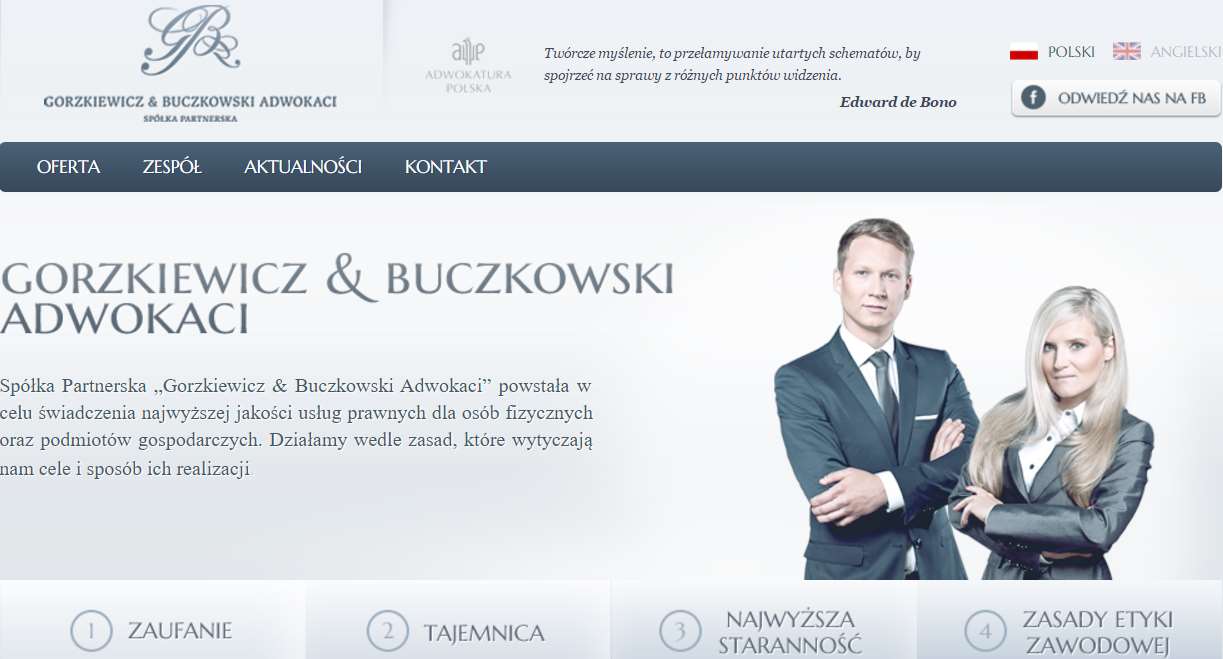 GB
GORZKIEWICZ & BUCZKOWSKI ADWOKACI
SPÓŁKA PARTNERSKA
ADWOKATURA
POLSKA
Twórcze myślenie, to przełamywanie utartych schematów, by
spojrzeć na sprawy z różnych punktów widzenia.
Edward de Bono
POLSKI
ANGIELSKI
f ODWIEDŹ NAS NA FB
OFERTA
ZESPÓŁ
AKTUALNOŚCI
KONTAKT
GORZKIEWICZ & BUCZKOWSKI
ADWOKACI
Spółka Partnerska „Gorzkiewicz & Buczkowski Adwokaci” powstała w
celu świadczenia najwyższej jakości usług prawnych dla osób fizycznych
oraz podmiotów gospodarczych. Działamy wedle zasad, które wytyczają
nam cele i sposób ich realizacji
1 ZAUFANIE
2 TAJEMNICA
3 NAJWYŻSZA
STARANNOŚĆ
4 ZASADY ETYKI
ZAWODOWEJ